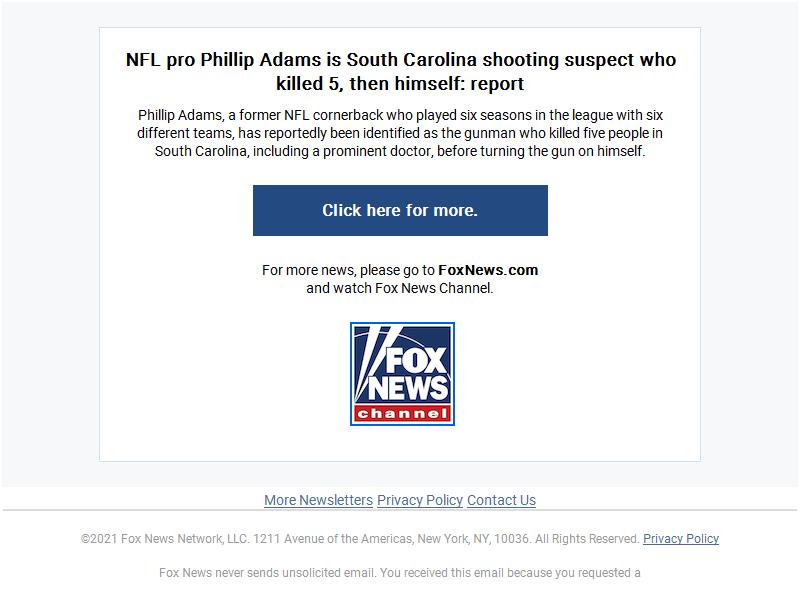 NFL pro Phillip Adams is South Carolina shooting suspect who
killed 5, then himself: report
Phillip Adams, a former NFL cornerback who played six seasons in the league with six
different teams, has reportedly been identified as the gunman who killed five people in
South Carolina, including a prominent doctor, before turning the gun on himself.
Click here for more.
For more news, please go to FoxNews.com
and watch Fox News Channel.
FOX
NEWS
channel
More Newsletters Privacy Policy Contact Us
©2021 Fox News Network, LLC. 1211 Avenue of the Americas, New York, NY, 10036. All Rights Reserved. Privacy Policy
Fox News never sends unsolicited email. You received this email because you requested a